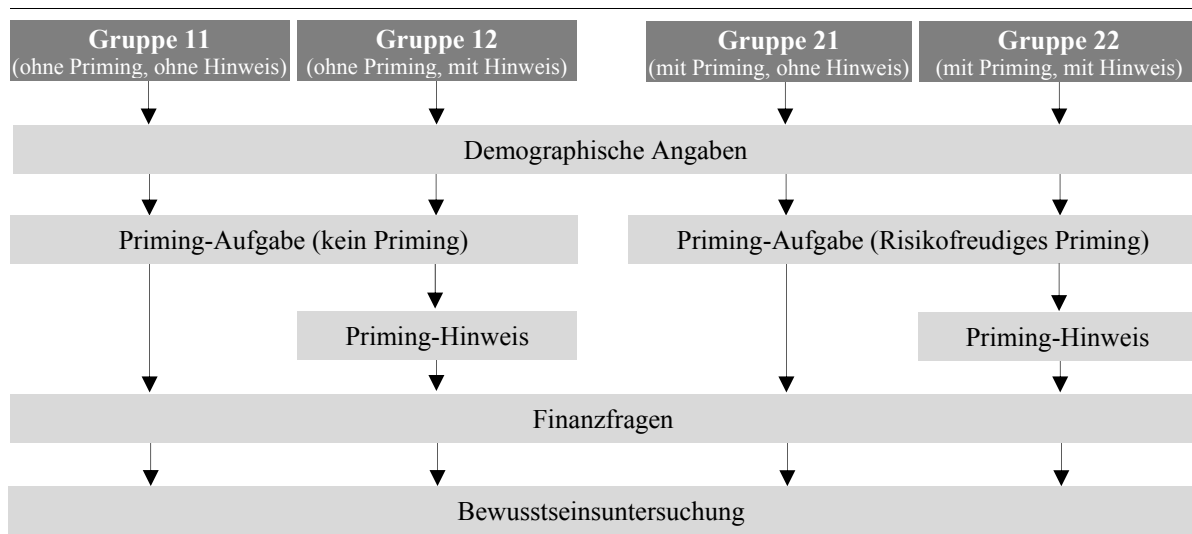 Gruppe 11
(ohne Priming, ohne Hinweis)
Gruppe 12
(ohne Priming, mit Hinweis)
Gruppe 21
(mit Priming, ohne Hinweis)
Gruppe 22
(mit Priming, mit Hinweis)
Demographische Angaben
Priming-Aufgabe (kein Priming)
Priming-Aufgabe (Risikofreudiges Priming)
Priming-Hinweis
Priming-Hinweis
Finanzfragen
Bewusstseinsuntersuchung